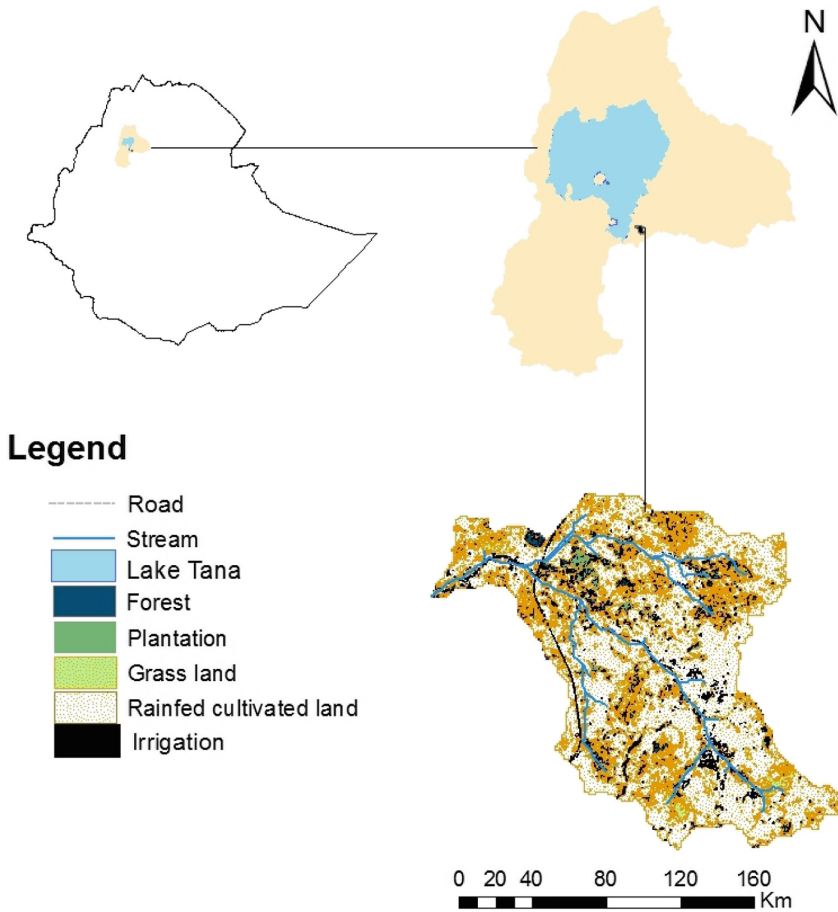 N
Legend
Road
Stream
Lake Tana
Forest
Plantation
Grass land
Rainfed cultivated land
Irrigation
0 20 40 80 120 160
Km